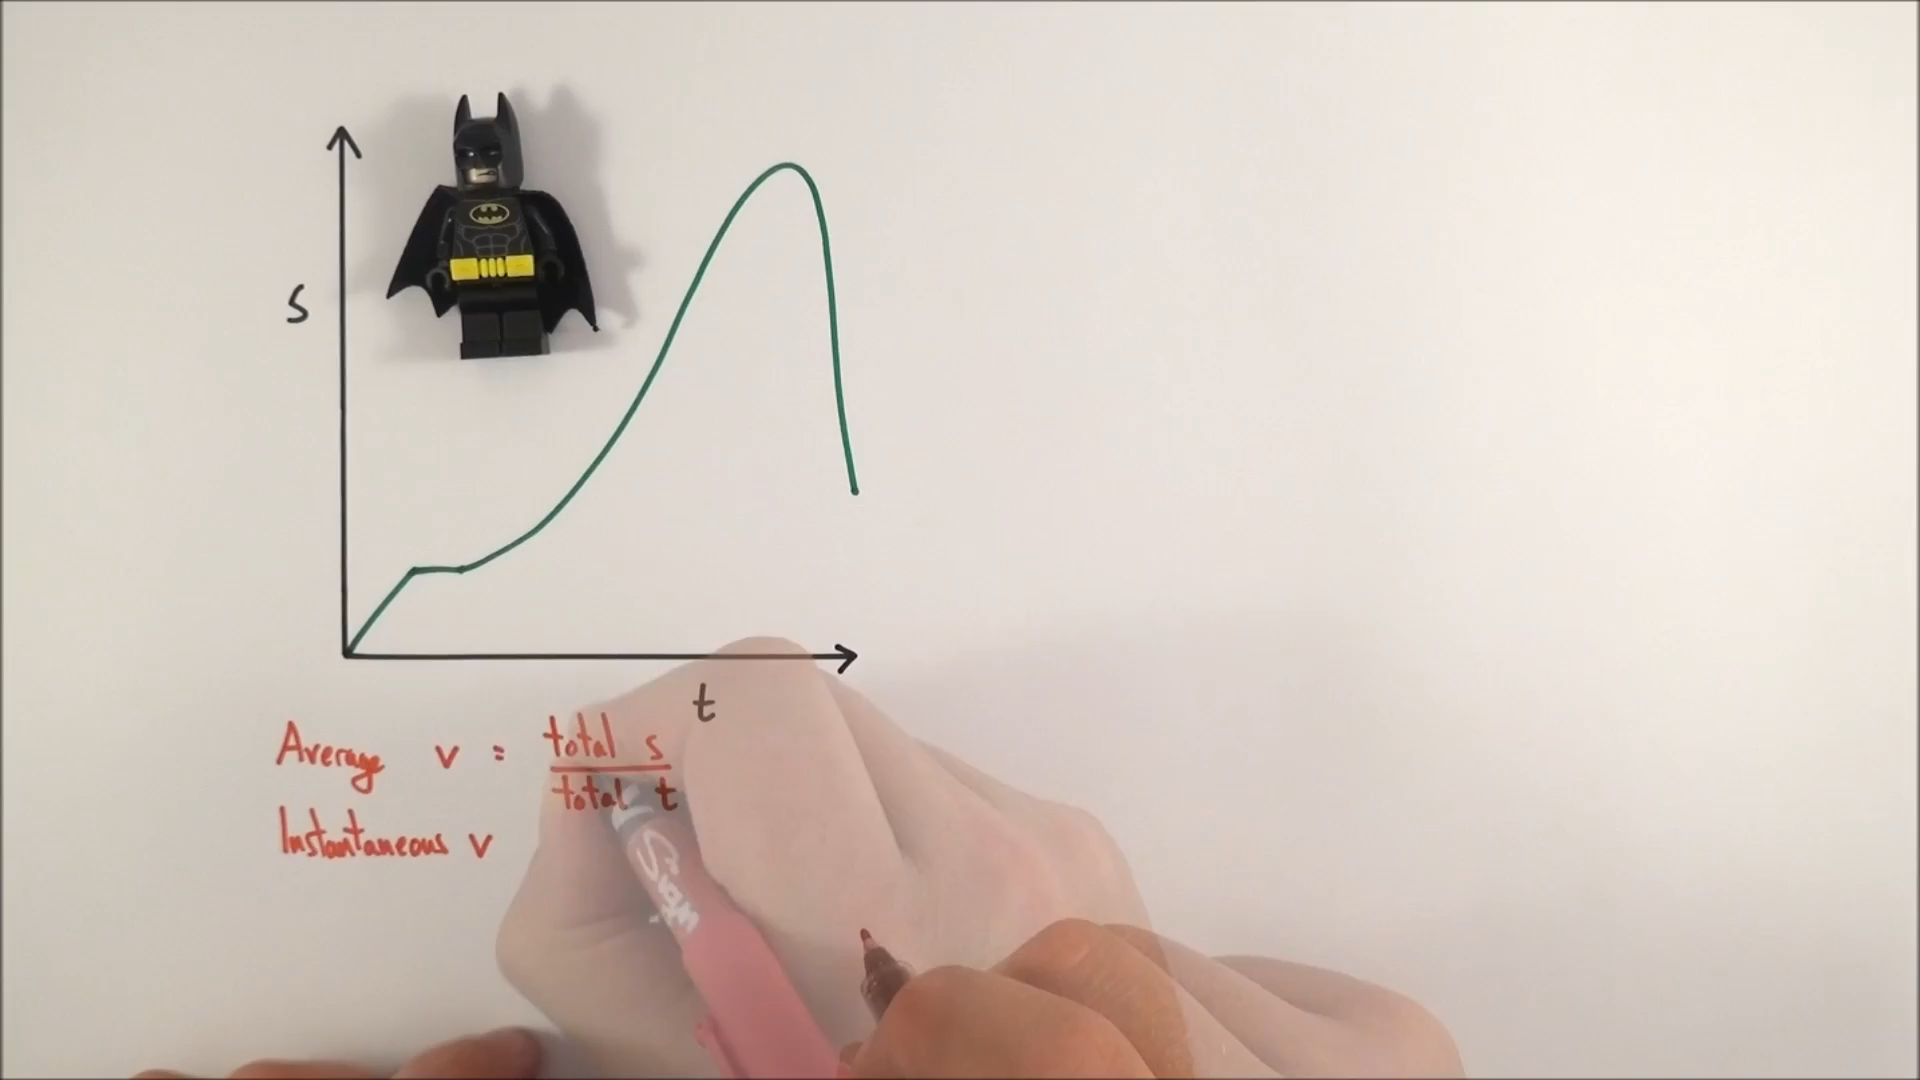 s
t
Average v = total s
total t
Instantaneous v